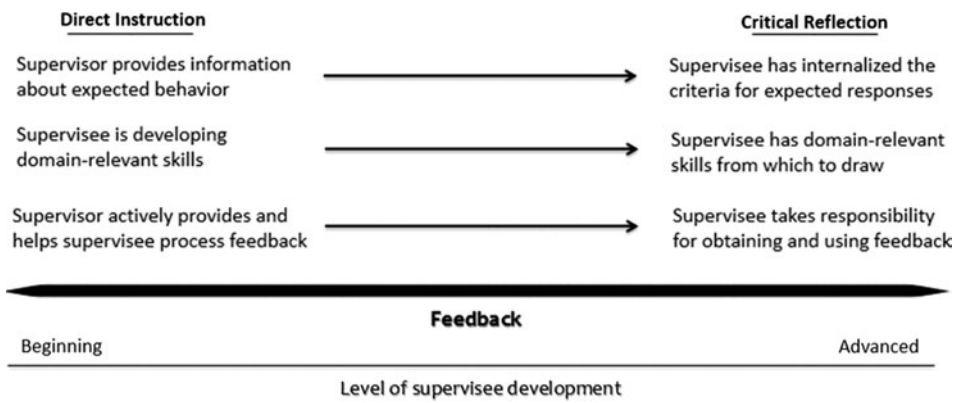 Direct Instruction
Critical Reflection
Supervisor provides information
about expected behavior
Supervisee has internalized the
criteria for expected responses
Supervisee is developing
domain-relevant skills
Supervisee has domain-relevant
skills from which to draw
Supervisor actively provides and
helps supervisee process feedback
Supervisee takes responsibility
for obtaining and using feedback
Feedback
Beginning
Advanced
Level of supervisee development